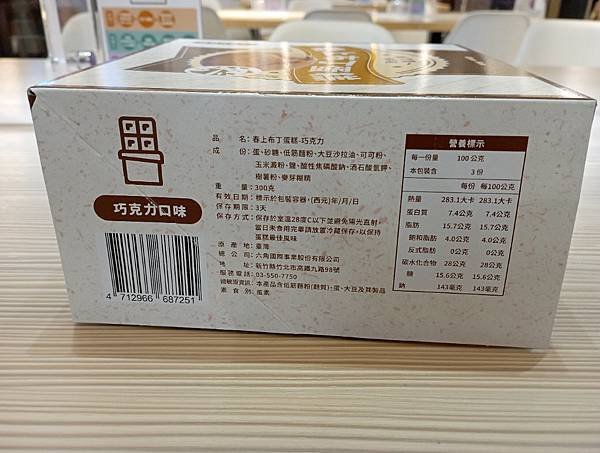 巧克力口味
4 712966 687251
品 名:春上布丁蛋糕-巧克力
成 份:蛋、砂糖、低筋麵粉、大豆沙拉油、可可粉、
玉米澱粉、鹽、酸性焦磷酸鈉、酒石酸氫鉀、
樹薯粉、麥芽糊精
重 量:300克
有效日期:標示於包裝容器,(西元)年/月/日
保存期限:3天
保存方式:保存於室溫28度C以下並避免陽光直射,
當日未食用完畢請放置冷藏保存,以保持
蛋糕最佳風味
原 產 地:臺灣
總 公 司:六角國際事業股份有限公司
地 址:新竹縣竹北市高鐵九路98號
服務電話:03-550-7750
過敏原資訊:本產品含低筋麵粉(麩質)、蛋、大豆及其製品
素 食 別:蛋素
營養標示
每一份量 100公克
本包裝含 3份
每份 每100公克
熱量 283.1大卡 283.1大卡
蛋白質 7.4公克 7.4公克
脂肪 15.7公克 15.7公克
飽和脂肪 4.0公克 4.0公克
反式脂肪 0公克 0公克
碳水化合物 28公克 28公克
糖 15.6公克 15.6公克
鈉 143毫克 143毫克